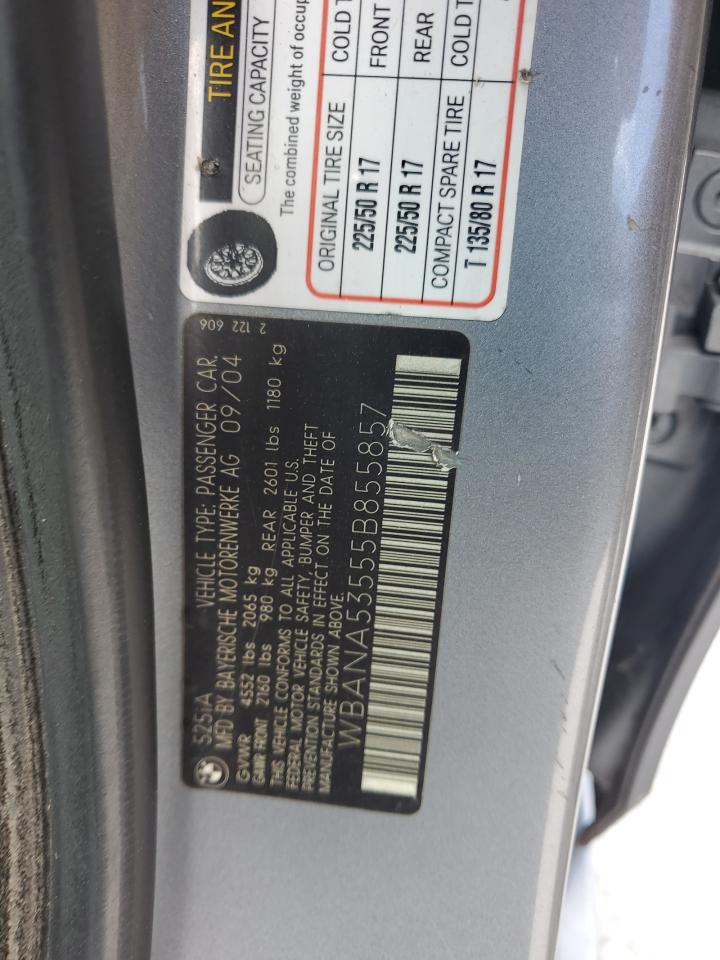 TIRE AN
SEATING CAPACITY
The combined weight of occup
ORIGINAL TIRE SIZE COLD T
225/50 R 17 FRONT
225/50 R 17 REAR
COMPACT SPARE TIRE COLD T
T 135/80 R 17
2 122 606
5251A VEHICLE TYPE: PASSENGER CAR.
MFD BY BAYERISCHE MOTORENWERKE AG 09/04
GVWR 4552 lbs 2065 kg
GAWR FRONT 2160 lbs 980 kg REAR 2601 lbs 1180 kg
THIS VEHICLE CONFORMS TO ALL APPLICABLE U.S.
FEDERAL MOTOR VEHICLE SAFETY, BUMPER AND THEFT
PREVENTION STANDARDS IN EFFECT ON THE DATE OF
MANUFACTURE SHOWN ABOVE.
WBANA53555B855857